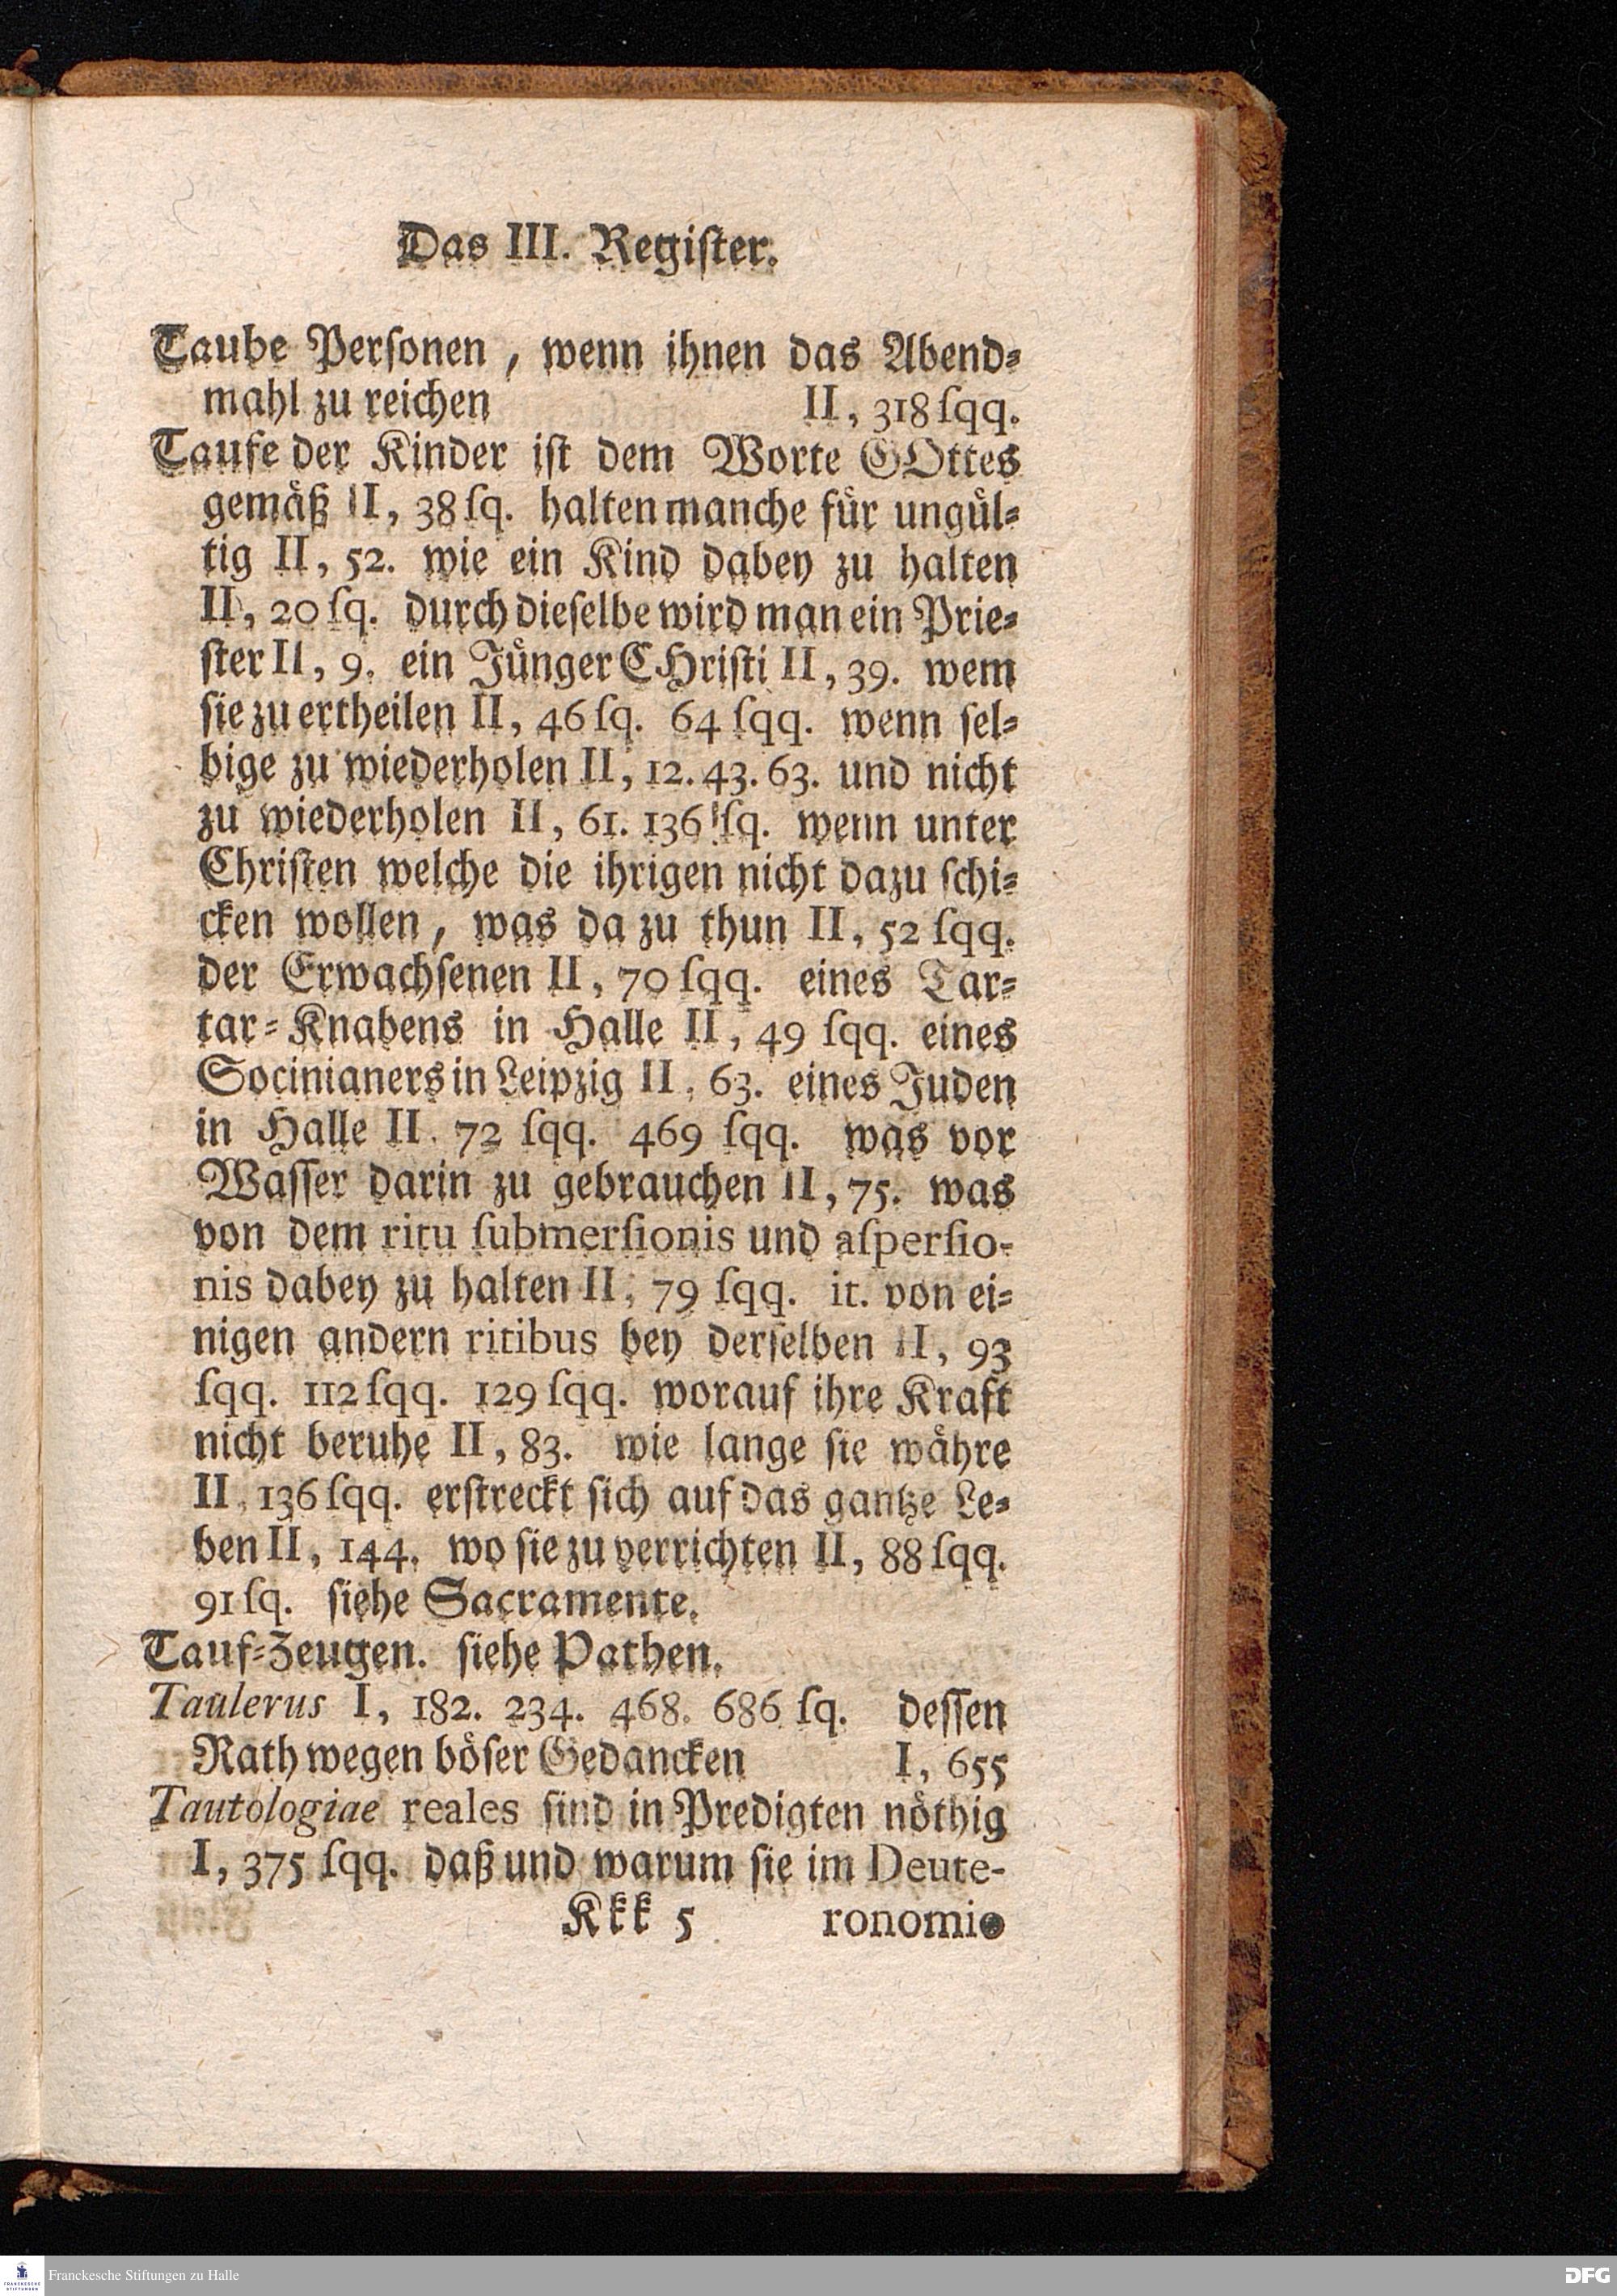 Das III. Regiſter.
Taube Perſonen, wenn ihnen das Abend⸗
mahl zu reichen II, 318 ſqq.
Taufe der Kinder iſt dem Worte GOttes
gemäß II, 38 ſq. halten manche für ungül⸗
tig II, 52. wie ein Kind dabey zu halten
II, 20 ſq. durch dieſelbe wird man ein Prie⸗
ſter II, 9. ein Jünger CHriſti II, 39. wem
ſie zu ertheilen II, 46 ſq. 64 ſqq. wenn ſel⸗
bige zu wiederholen II, 12. 43. 63. und nicht
zu wiederholen II, 61. 136 ſq. wenn unter
Chriſten welche die ihrigen nicht dazu ſchi⸗
cken wollen, was da zu thun II, 52 ſqq.
der Erwachſenen II, 70 ſqq. eines Tar⸗
tar⸗Knabens in Halle II, 49 ſqq. eines
Socinianers in Leipzig II, 63. eines Juden
in Halle II, 72 ſqq. 469 ſqq. was vor
Waſſer darin zu gebrauchen II, 75. was
von dem ritu ſubmerſionis und aſperſio-
nis dabey zu halten II, 79 ſqq. it. von ei⸗
nigen andern ritibus bey derſelben II, 93
ſqq. 112 ſqq. 129 ſqq. worauf ihre Kraft
nicht beruhe II, 83. wie lange ſie währe
II, 136 ſqq. erſtreckt ſich auf das gantze Le⸗
ben II, 144. wo ſie zu verrichten II, 88 ſqq.
91 ſq. ſiehe Sacramente.
Tauf⸗Zeugen. ſiehe Pathen.
Taulerus I, 182. 234. 468. 686 ſq. deſſen
Rath wegen böſer Gedancken I, 655
Tautologiae reales ſind in Predigten nöthig
I, 375 ſqq. daß und warum ſie im Deute-
Kkk 5 ronomio
Franckesche Stiftungen zu Halle
FRANCKESCHE STIFTUNGEN
DFG